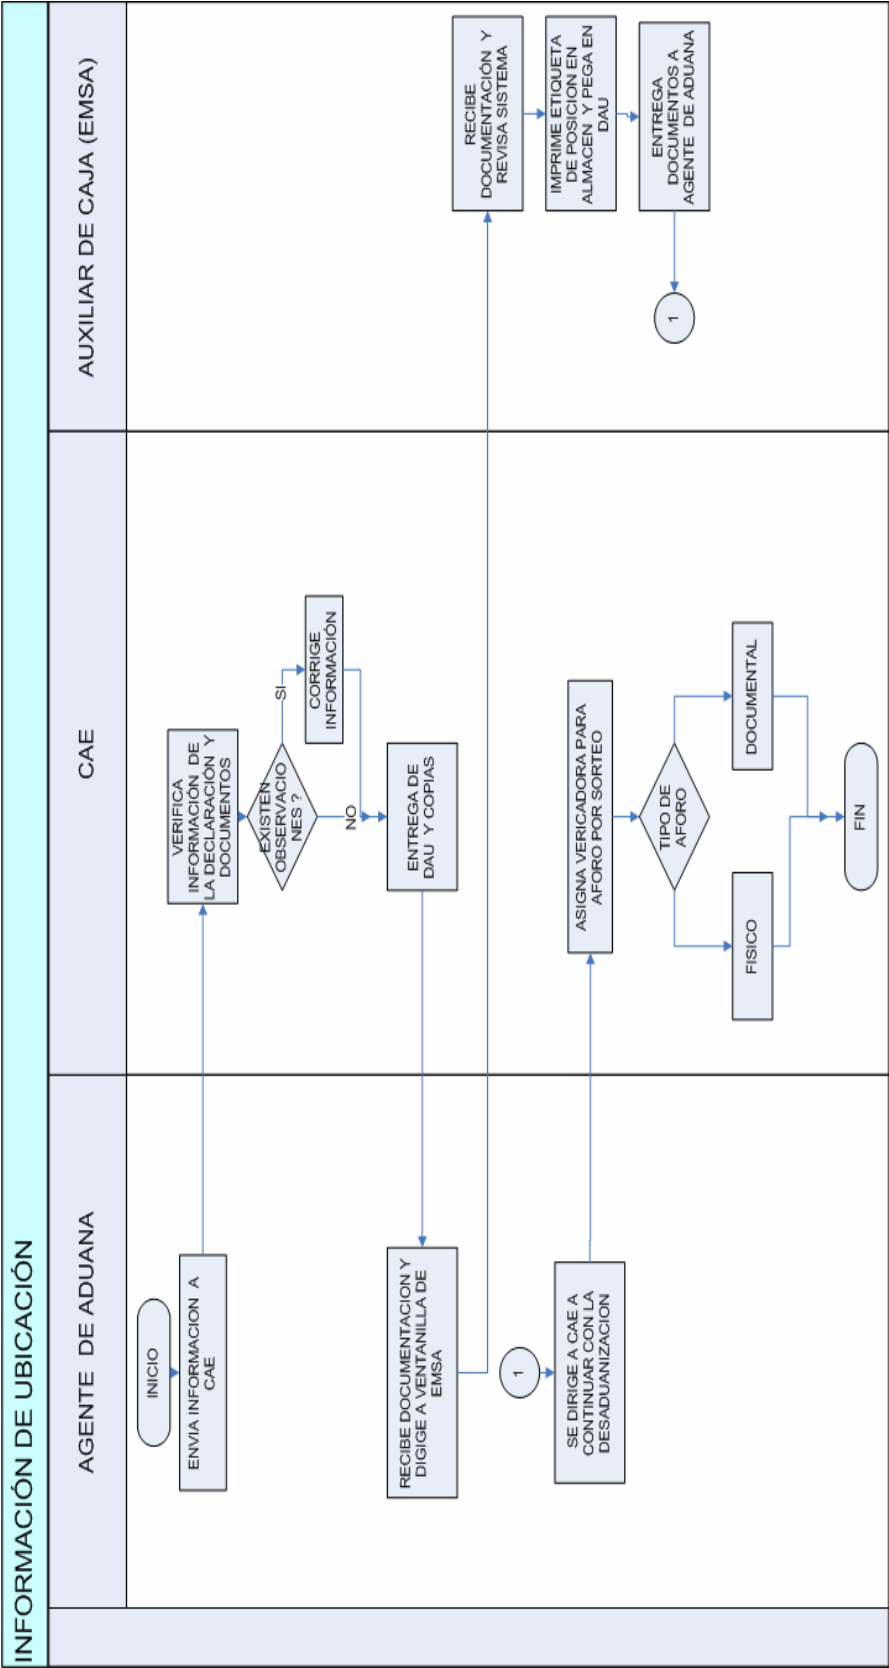 INFORMACIÓN DE UBICACIÓN
AGENTE DE ADUANA
CAE
AUXILIAR DE CAJA (EMSA)
INICIO
ENVIA INFORMACION A
CAE
VERIFICA
INFORMACIÓN DE
LA DECLARACIÓN Y
DOCUMENTOS
EXISTEN
OBSERVACIO
NES ?
SI
CORRIGE
INFORMACIÓN
NO
ENTREGA DE
DAU Y COPIAS
RECIBE DOCUMENTACION Y
DIGIGE A VENTANILLA DE
EMSA
RECIBE
DOCUMENTACIÓN Y
REVISA SISTEMA
IMPRIME ETIQUETA
DE POSICION EN
ALMACEN Y PEGA EN
DAU
ENTREGA
DOCUMENTOS A
AGENTE DE ADUANA
1
1
SE DIRIGE A CAE A
CONTINUAR CON LA
DESADUANIZACION
ASIGNA VERICADORA PARA
AFORO POR SORTEO
TIPO DE
AFORO
FISICO
DOCUMENTAL
FIN